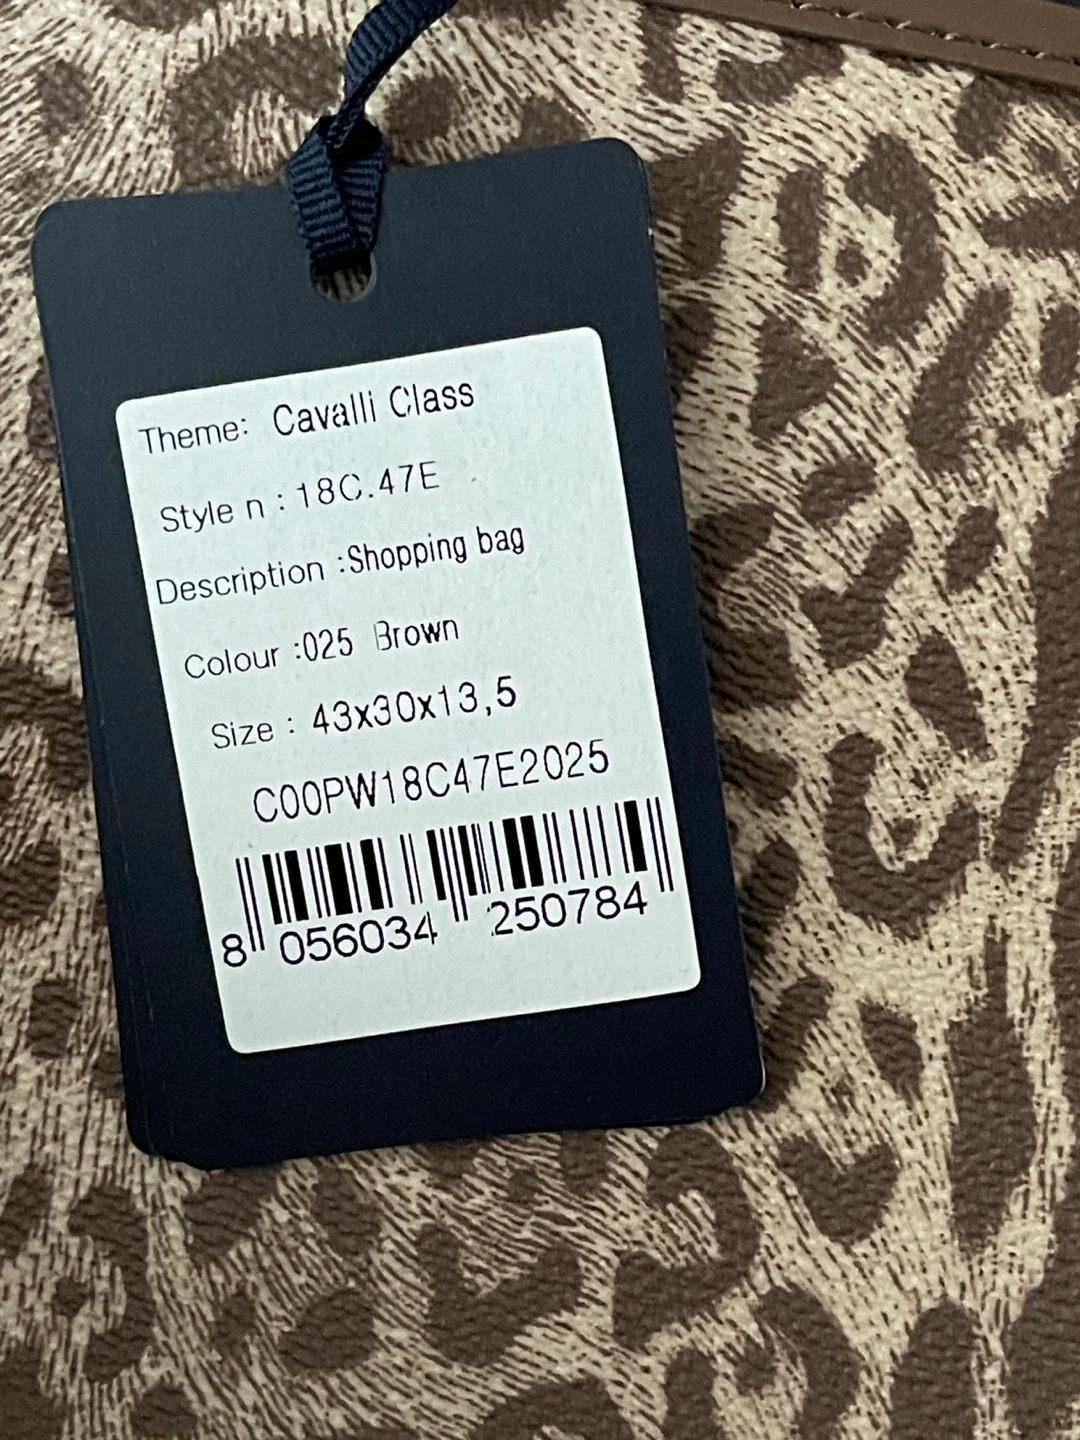 Theme: Cavalli Class
Style n : 18C.47E
Description :Shopping bag
Colour :025 Brown
Size : 43x30x13,5
C00PW18C47E2025
8 056034 250784